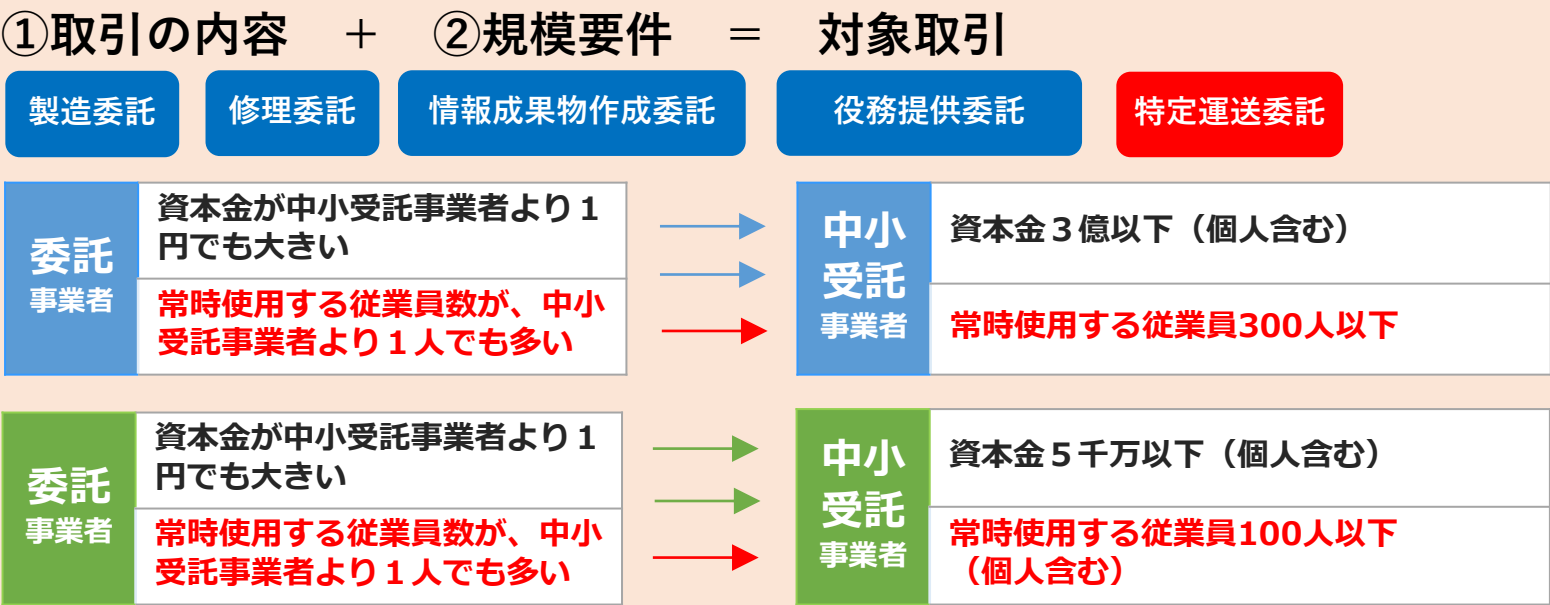 ①取引の内容　＋　②規模要件　＝　対象取引
製造委託
修理委託
情報成果物作成委託
役務提供委託
特定運送委託
委託
事業者
資本金が中小受託事業者より１
円でも大きい
常時使用する従業員数が、中小
受託事業者より１人でも多い
中小
受託
事業者
資本金３億以下（個人含む）
常時使用する従業員300人以下
委託
事業者
資本金が中小受託事業者より１
円でも大きい
常時使用する従業員数が、中小
受託事業者より１人でも多い
中小
受託
事業者
資本金５千万以下（個人含む）
常時使用する従業員100人以下
（個人含む）